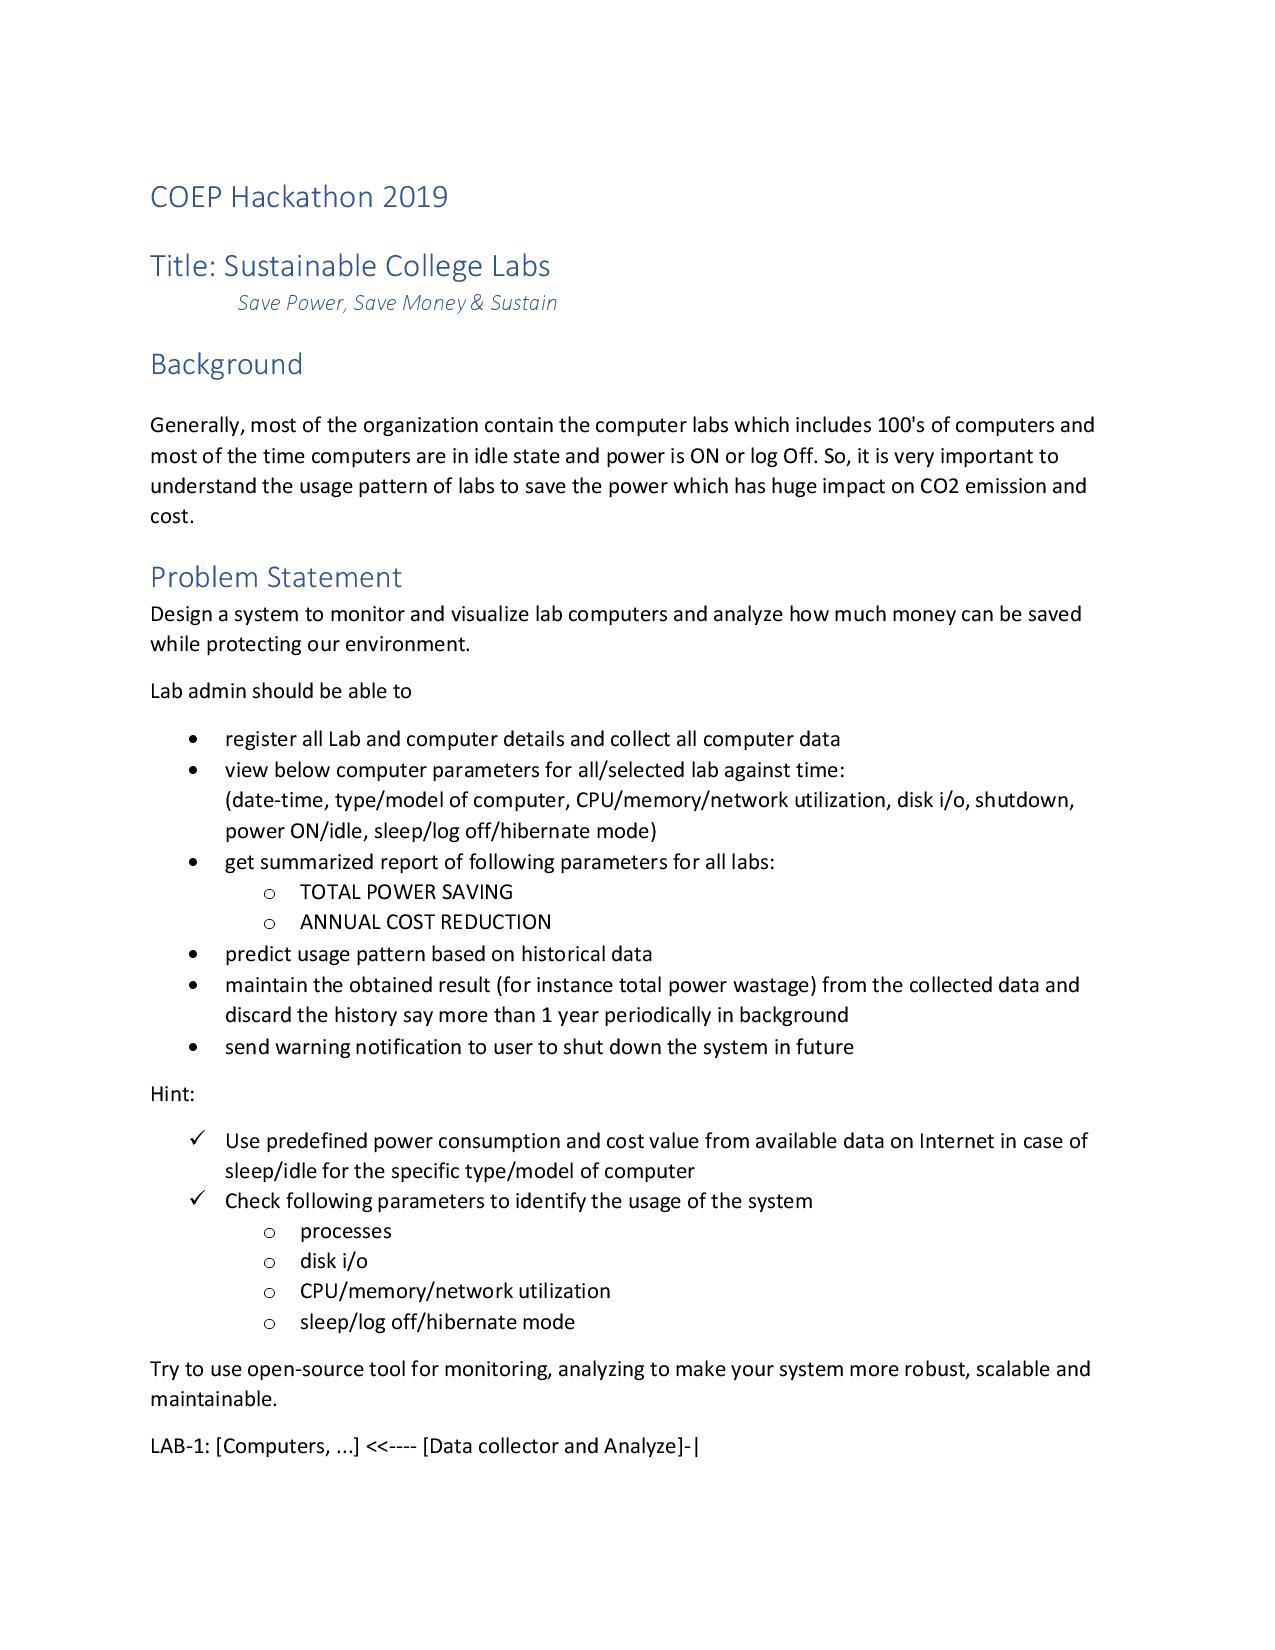 COEP Hackathon 2019
Title: Sustainable College Labs
Save Power, Save Money & Sustain
Background
Generally, most of the organization contain the computer labs which includes 100's of computers and
most of the time computers are in idle state and power is ON or log Off. So, it is very important to
understand the usage pattern of labs to save the power which has huge impact on CO2 emission and
cost.
Problem Statement
Design a system to monitor and visualize lab computers and analyze how much money can be saved
while protecting our environment.
Lab admin should be able to
• register all Lab and computer details and collect all computer data
• view below computer parameters for all/selected lab against time:
(date-time, type/model of computer, CPU/memory/network utilization, disk i/o, shutdown,
power ON/idle, sleep/log off/hibernate mode)
• get summarized report of following parameters for all labs:
o TOTAL POWER SAVING
o ANNUAL COST REDUCTION
• predict usage pattern based on historical data
• maintain the obtained result (for instance total power wastage) from the collected data and
discard the history say more than 1 year periodically in background
• send warning notification to user to shut down the system in future
Hint:
✓ Use predefined power consumption and cost value from available data on Internet in case of
sleep/idle for the specific type/model of computer
✓ Check following parameters to identify the usage of the system
o processes
o disk i/o
o CPU/memory/network utilization
o sleep/log off/hibernate mode
Try to use open-source tool for monitoring, analyzing to make your system more robust, scalable and
maintainable.
LAB-1: [Computers, ...] <<---- [Data collector and Analyze]-|